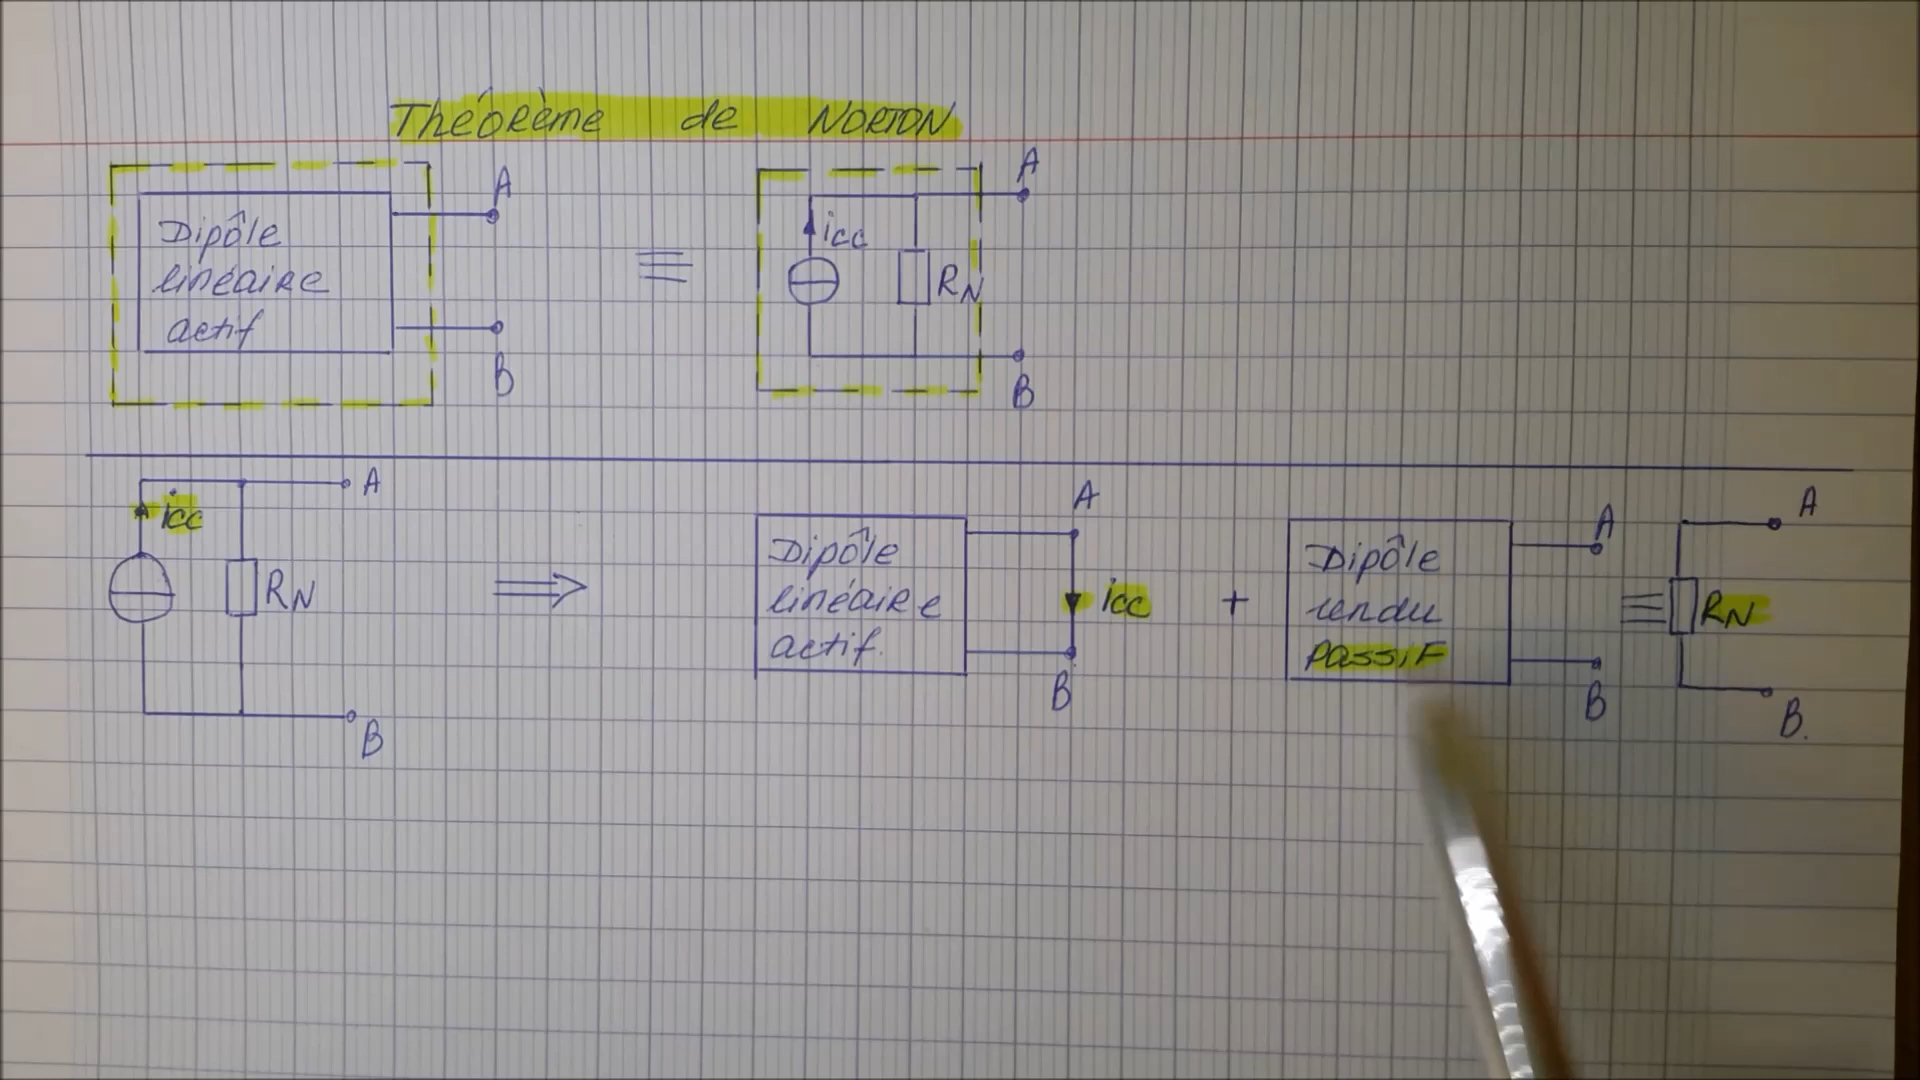 Théorème de NORTON
A
Dipôle
linéaire
actif
B
A
icc
RN
B
icc
A
RN
B
A
Dipôle
linéaire
actif.
icc
B
+
Dipôle
rendu
PASSIF
A
B
A
RN
B.